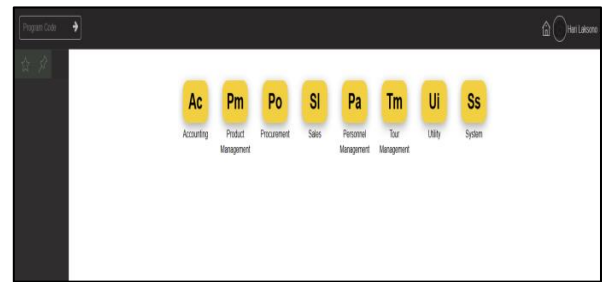 Program Code
Hari Laksono
Ac Pm Po Sl Pa Tm Ui Ss
Accounting Product Management Procurement Sales Personnel Management Tour Management Utility System